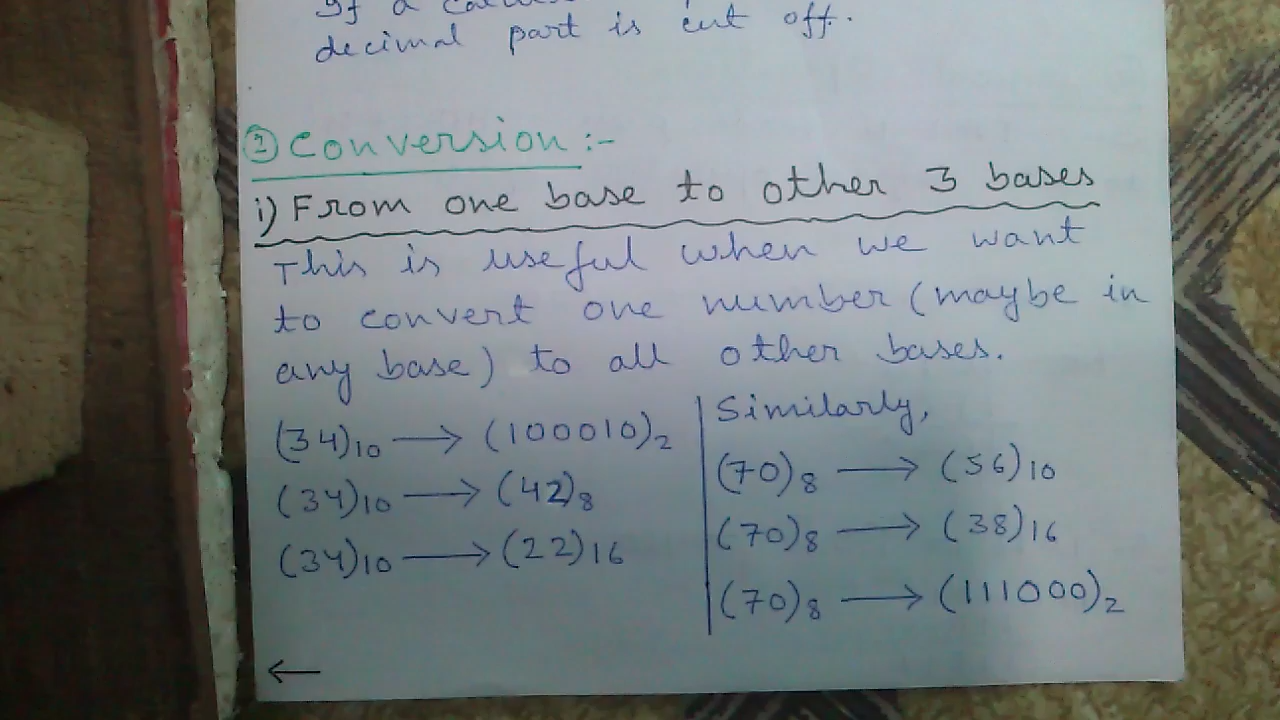 If a
decimal part is cut off.
② Conversion :-
i) From one base to other 3 bases
This is useful when we want
to convert one number (maybe in
any base) to all other bases.
(34)₁₀ → (100010)₂
(34)₁₀ → (42)₈
(34)₁₀ → (22)₁₆
Similarly,
(70)₈ → (56)₁₀
(70)₈ → (38)₁₆
(70)₈ → (111000)₂
←